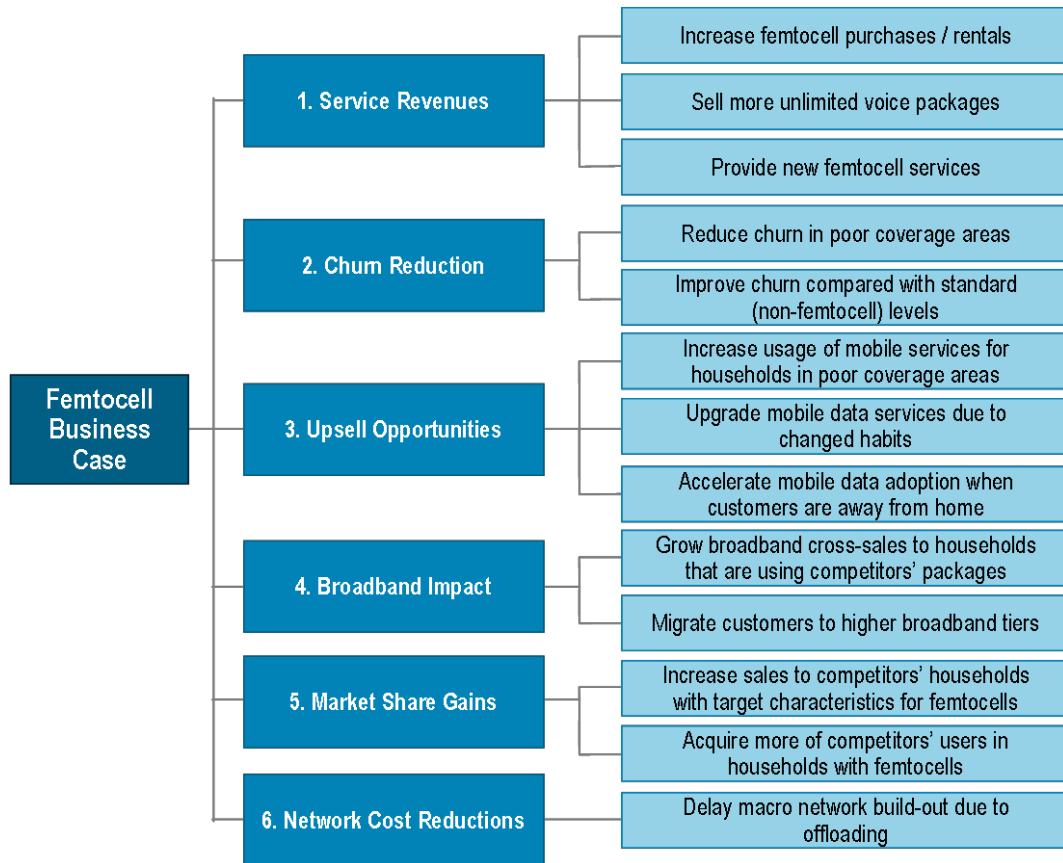 Femtocell
Business
Case
1. Service Revenues
Increase femtocell purchases / rentals
Sell more unlimited voice packages
Provide new femtocell services
2. Churn Reduction
Reduce churn in poor coverage areas
Improve churn compared with standard
(non-femtocell) levels
3. Upsell Opportunities
Increase usage of mobile services for
households in poor coverage areas
Upgrade mobile data services due to
changed habits
Accelerate mobile data adoption when
customers are away from home
4. Broadband Impact
Grow broadband cross-sales to households
that are using competitors’ packages
Migrate customers to higher broadband tiers
5. Market Share Gains
Increase sales to competitors’ households
with target characteristics for femtocells
Acquire more of competitors’ users in
households with femtocells
6. Network Cost Reductions
Delay macro network build-out due to
offloading